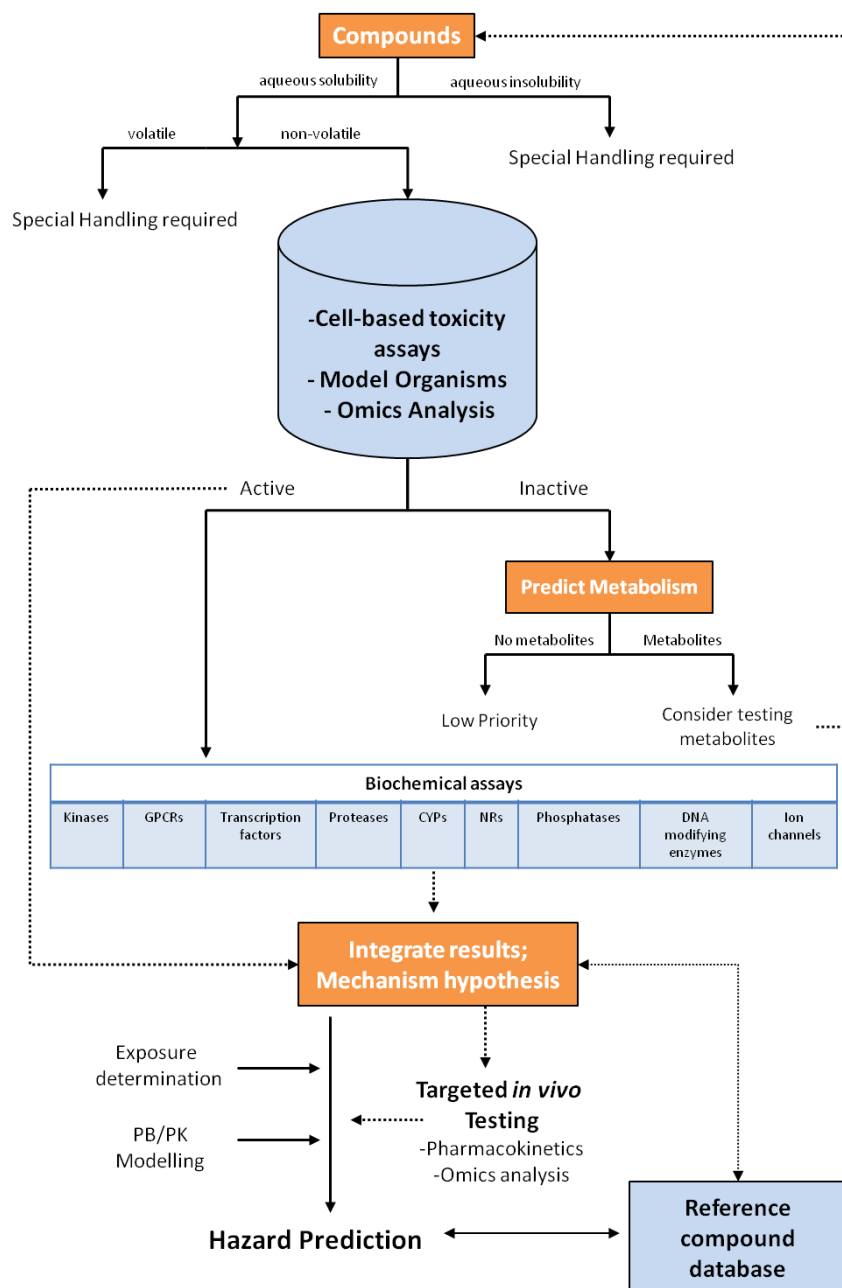 Compounds
aqueous solubility
aqueous insolubility
volatile
non-volatile
Special Handling required
Special Handling required
-Cell-based toxicity
assays
- Model Organisms
- Omics Analysis
Active
Inactive
Predict Metabolism
No metabolites
Metabolites
Low Priority
Consider testing
metabolites
Biochemical assays
Kinases
GPCRs
Transcription
factors
Proteases
CYPs
NRs
Phosphatases
DNA
modifying
enzymes
Ion
channels
Integrate results;
Mechanism hypothesis
Exposure
determination
PB/PK
Modelling
Targeted in vivo
Testing
-Pharmacokinetics
-Omics analysis
Hazard Prediction
Reference
compound
database